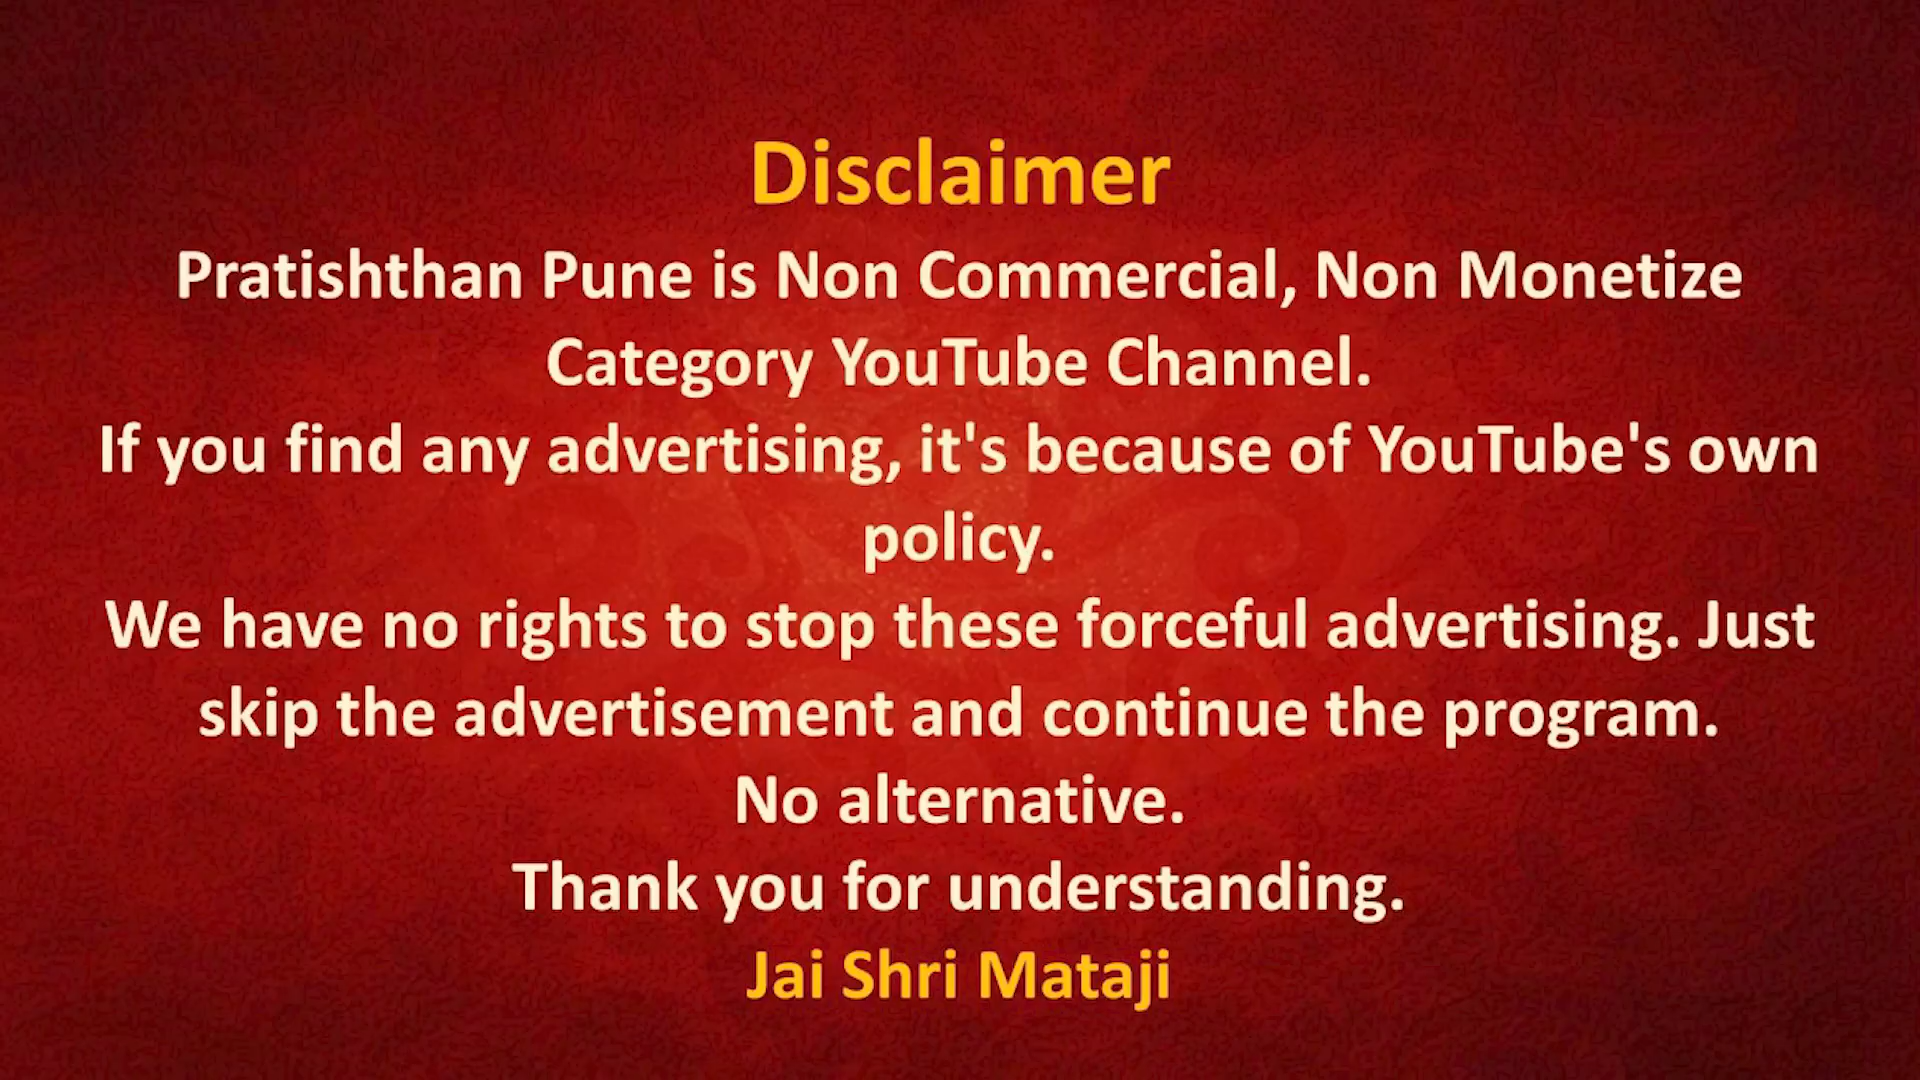 Disclaimer
Pratishthan Pune is Non Commercial, Non Monetize
Category YouTube Channel.
If you find any advertising, it's because of YouTube's own
policy.
We have no rights to stop these forceful advertising. Just
skip the advertisement and continue the program.
No alternative.
Thank you for understanding.
Jai Shri Mataji